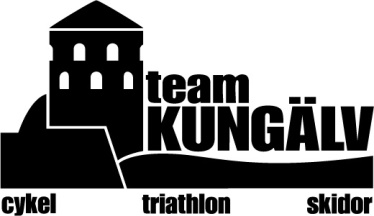 team
KUNGÄLV
cykel triathlon skidor